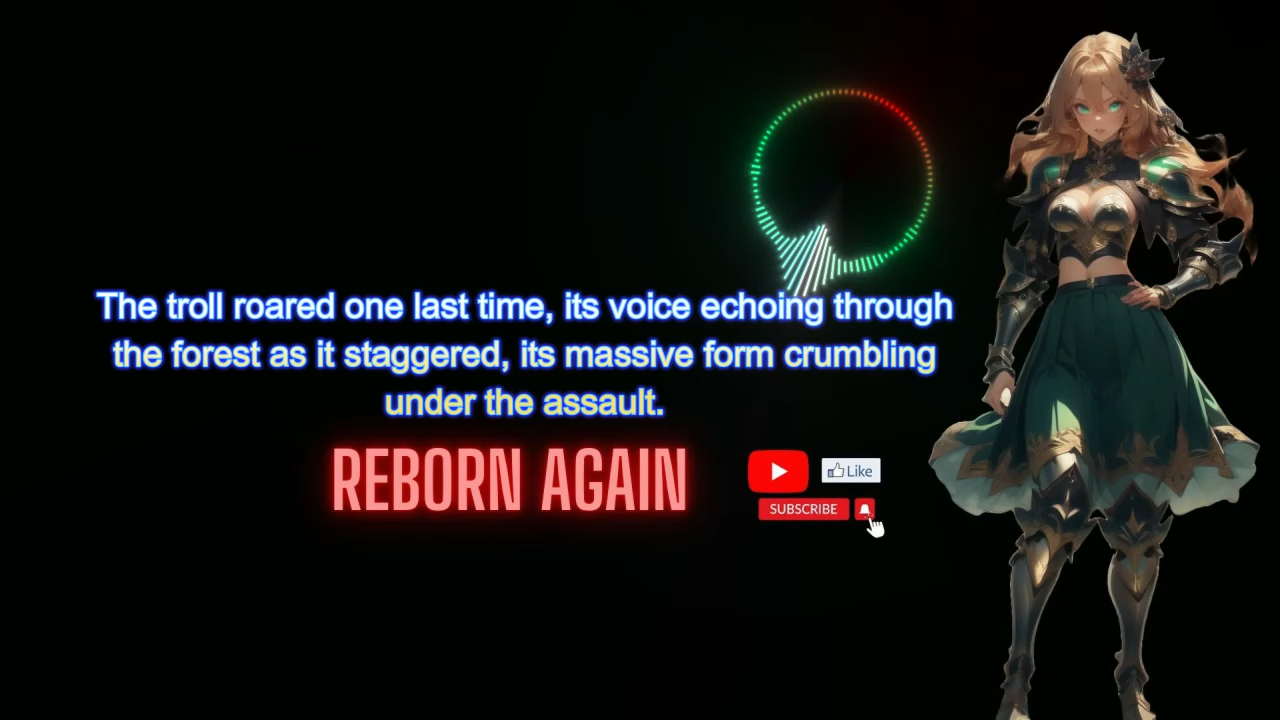 The troll roared one last time, its voice echoing through
the forest as it staggered, its massive form crumbling
under the assault.
REBORN AGAIN
Like
SUBSCRIBE